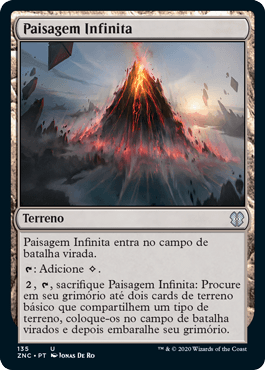 Paisagem Infinita
Terreno
Paisagem Infinita entra no campo de
batalha virada.
: Adicione .
2, , sacrifique Paisagem Infinita: Procure
em seu grimório até dois cards de terreno
básico que compartilhem um tipo de
terreno, coloque-os no campo de batalha
virados e depois embaralhe seu grimório.
135 U
ZNC • PT Jonas De Ro
™ & © 2020 Wizards of the Coast